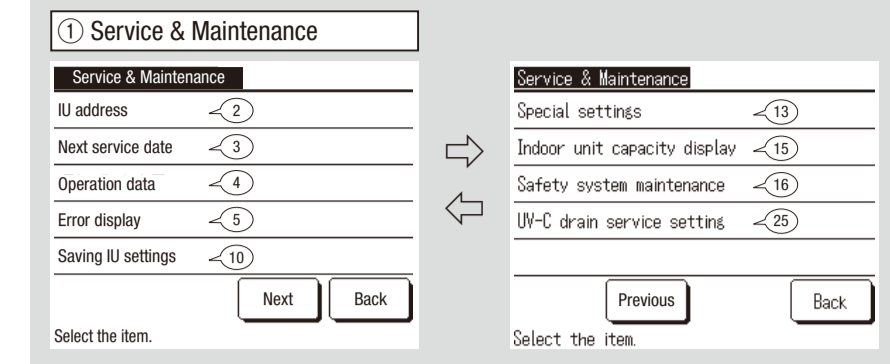 ① Service & Maintenance
Service & Maintenance
IU address 2
Next service date 3
Operation data 4
Error display 5
Saving IU settings 10
Next Back
Select the item.
Service & Maintenance
Special settings 13
Indoor unit capacity display 15
Safety system maintenance 16
UV-C drain service setting 25
Previous Back
Select the item.